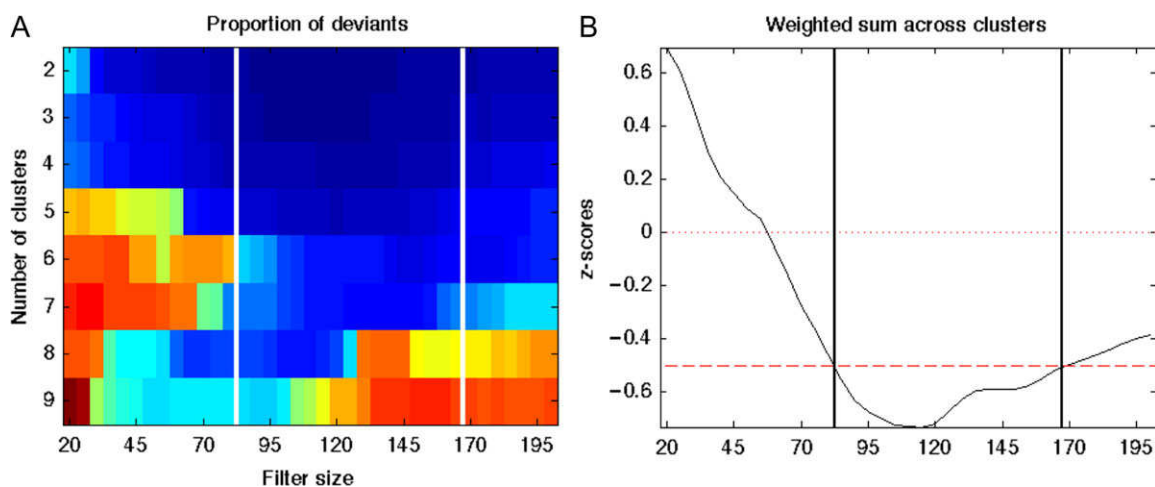 A
Proportion of deviants
Number of clusters
2
3
4
5
6
7
8
9
20 45 70 95 120 145 170 195
Filter size
B
Weighted sum across clusters
z-scores
0.6
0.4
0.2
0
−0.2
−0.4
−0.6
20 45 70 95 120 145 170 195